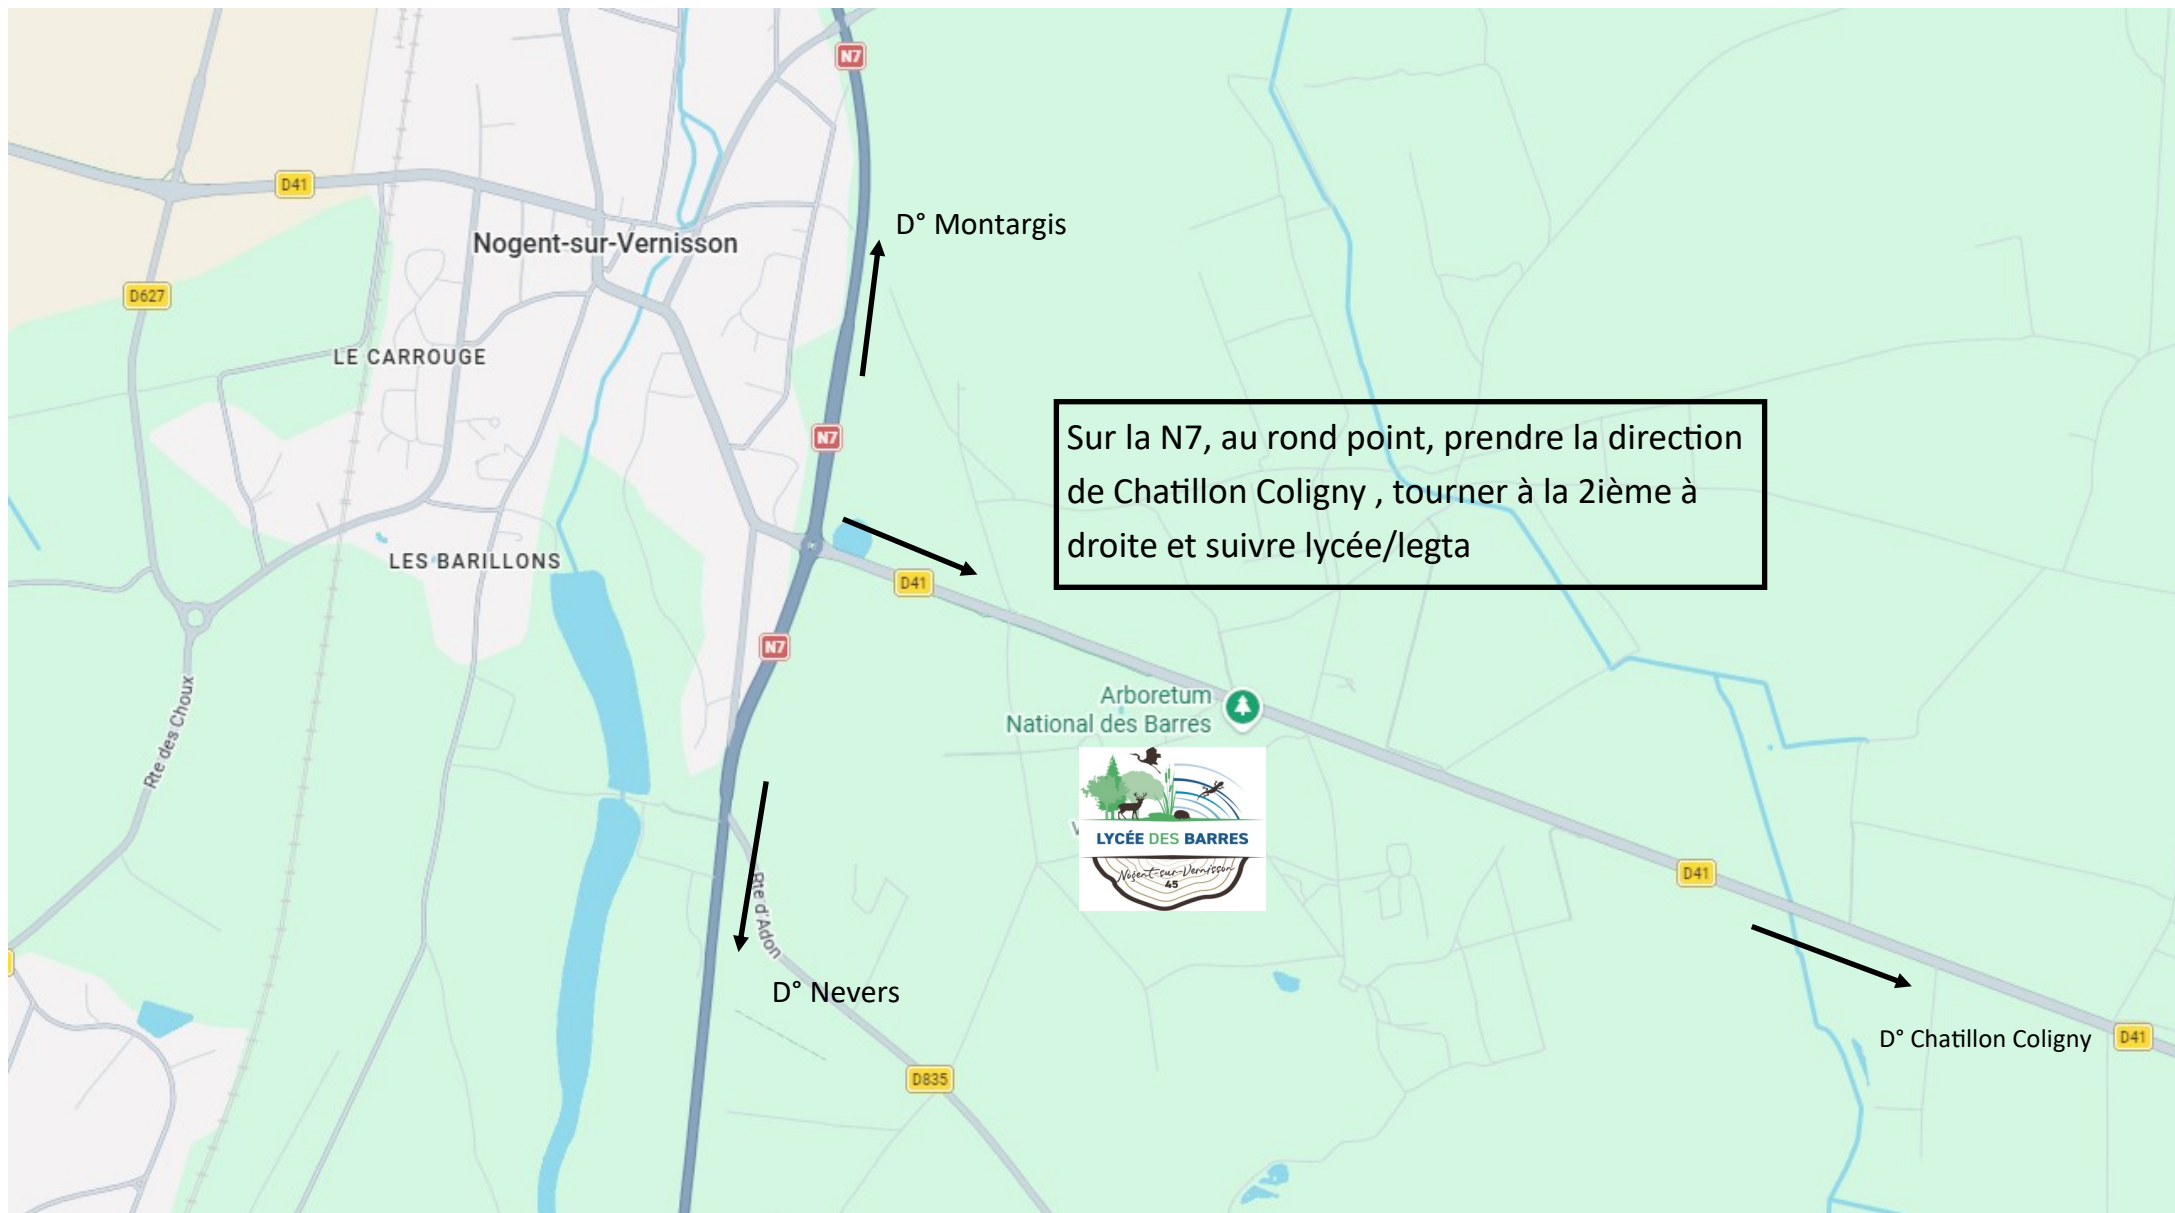 N7
D41
D° Montargis
Nogent-sur-Vernisson
D627
LE CARROUGE
N7
Sur la N7, au rond point, prendre la direction
de Chatillon Coligny , tourner à la 2ième à
droite et suivre lycée/legta
LES BARILLONS
D41
N7
Arboretum
National des Barres
Rte des Choux
LYCÉE DES BARRES
Nogent-sur-Vernisson
45
D41
Rte d'Adon
D° Nevers
D° Chatillon Coligny
D41
D835